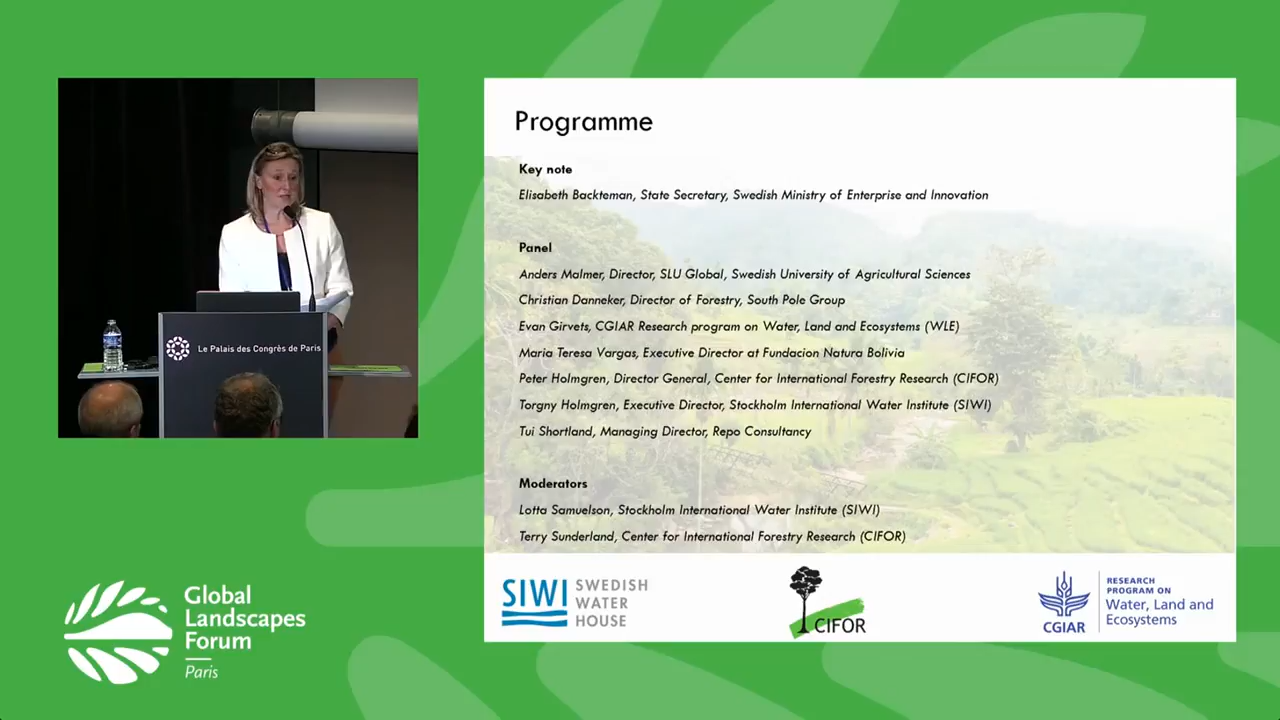 Le Palais des Congrès de Paris
Programme
Key note
Elisabeth Backteman, State Secretary, Swedish Ministry of Enterprise and Innovation
Panel
Anders Malmer, Director, SLU Global, Swedish University of Agricultural Sciences
Christian Danneker, Director of Forestry, South Pole Group
Evan Girvets, CGIAR Research program on Water, Land and Ecosystems (WLE)
Maria Teresa Vargas, Executive Director at Fundacion Natura Bolivia
Peter Holmgren, Director General, Center for International Forestry Research (CIFOR)
Torgny Holmgren, Executive Director, Stockholm International Water Institute (SIWI)
Tui Shortland, Managing Director, Repo Consultancy
Moderators
Lotta Samuelson, Stockholm International Water Institute (SIWI)
Terry Sunderland, Center for International Forestry Research (CIFOR)
SIWI
SWEDISH
WATER
HOUSE
CIFOR
CGIAR
RESEARCH
PROGRAM ON
Water, Land and
Ecosystems
Global
Landscapes
Forum
Paris